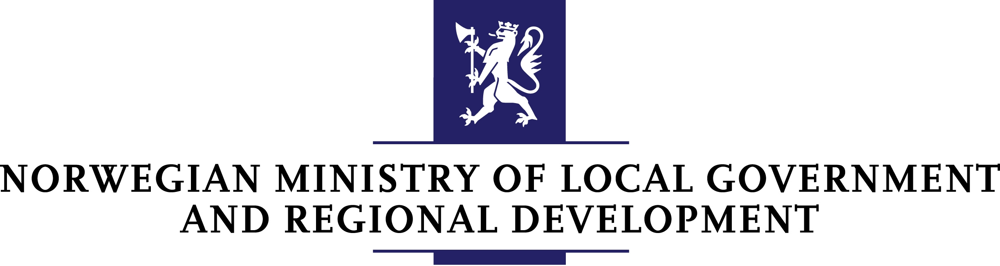 NORWEGIAN MINISTRY OF LOCAL GOVERNMENT
AND REGIONAL DEVELOPMENT